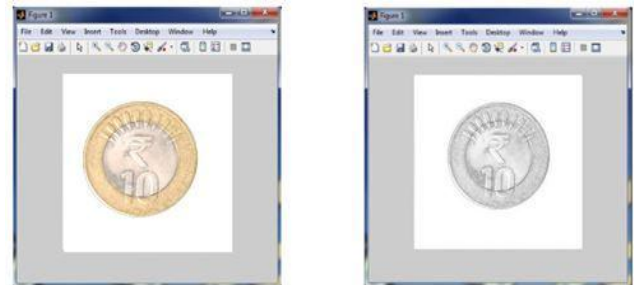 Figure 1
File Edit View Insert Tools Desktop Window Help
₹
10
Figure 1
File Edit View Insert Tools Desktop Window Help
₹
10